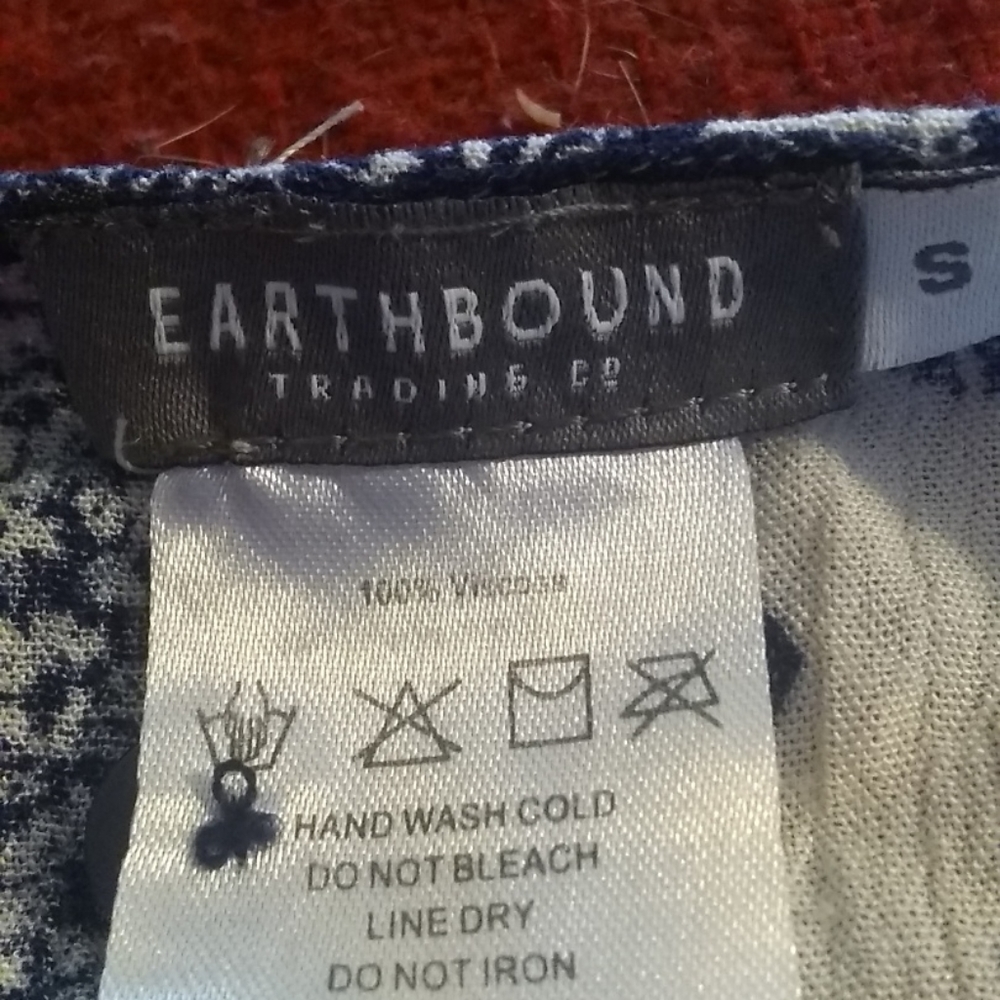 EARTHBOUND
TRADING CO
S
100% Viscose
HAND WASH COLD
DO NOT BLEACH
LINE DRY
DO NOT IRON